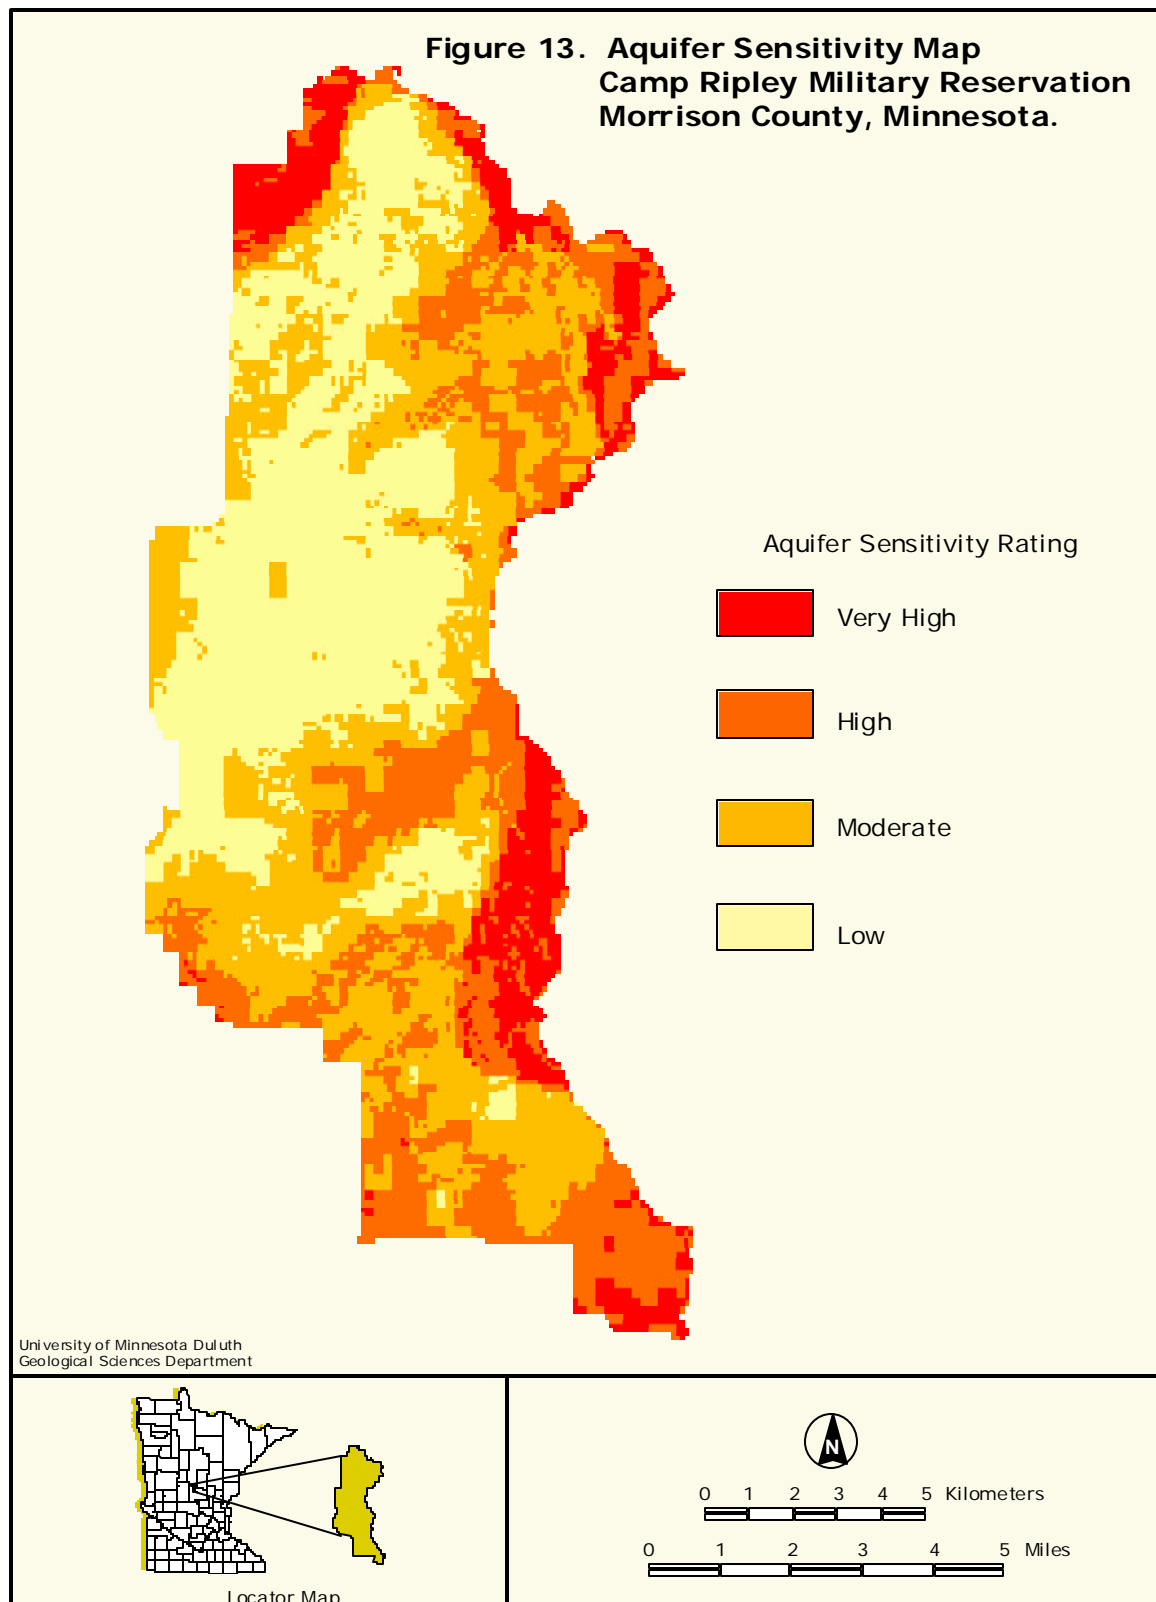 Figure 13. Aquifer Sensitivity Map
Camp Ripley Military Reservation
Morrison County, Minnesota.
Aquifer Sensitivity Rating
Very High
High
Moderate
Low
University of Minnesota Duluth
Geological Sciences Department
Locator Map
N
0 1 2 3 4 5 Kilometers
0 1 2 3 4 5 Miles